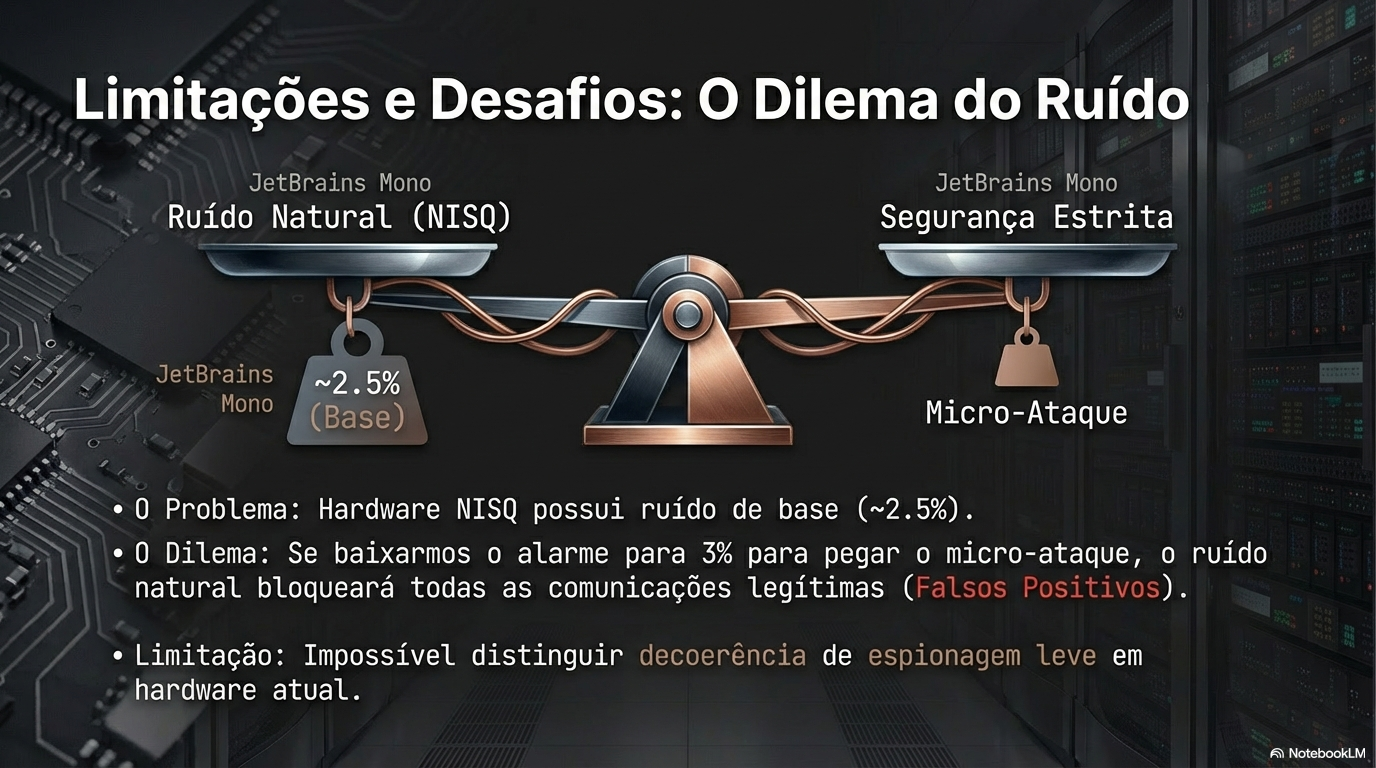 Limitações e Desafios: O Dilema do Ruído
JetBrains Mono
Ruído Natural (NISQ)
JetBrains Mono
Segurança Estrita
JetBrains
Mono
~2.5%
(Base)
Micro-Ataque
• O Problema: Hardware NISQ possui ruído de base (~2.5%).
• O Dilema: Se baixarmos o alarme para 3% para pegar o micro-ataque, o ruído
natural bloqueará todas as comunicações legítimas (Falsos Positivos).
• Limitação: Impossível distinguir decoerência de espionagem leve em
hardware atual.
NotebookLM